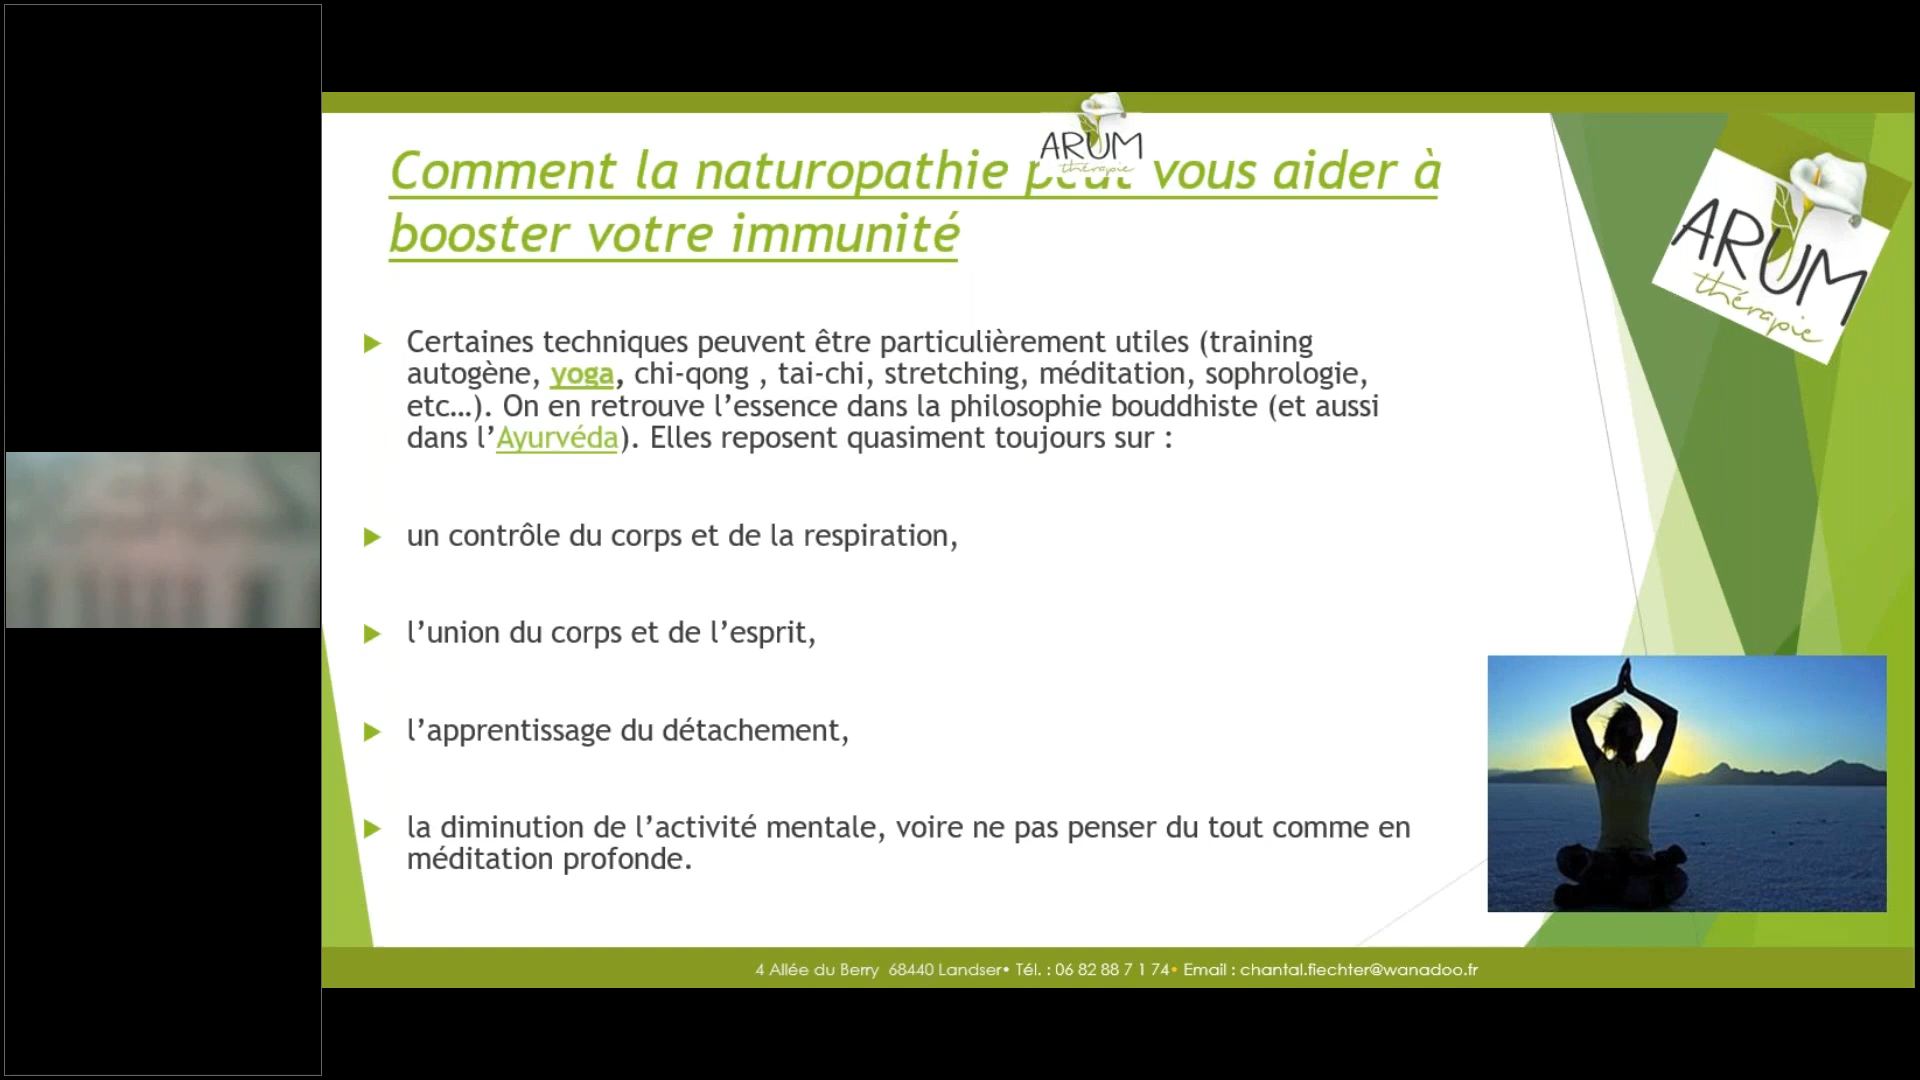 ARUM
thérapie
Comment la naturopathie peut vous aider à
booster votre immunité
ARUM
thérapie
Certaines techniques peuvent être particulièrement utiles (training
autogène, yoga, chi-qong , tai-chi, stretching, méditation, sophrologie,
etc…). On en retrouve l’essence dans la philosophie bouddhiste (et aussi
dans l’Ayurvéda). Elles reposent quasiment toujours sur :
un contrôle du corps et de la respiration,
l’union du corps et de l’esprit,
l’apprentissage du détachement,
la diminution de l’activité mentale, voire ne pas penser du tout comme en
méditation profonde.
4 Allée du Berry 68440 Landser• Tél. : 06 82 88 7 1 74• Email : chantal.fiechter@wanadoo.fr